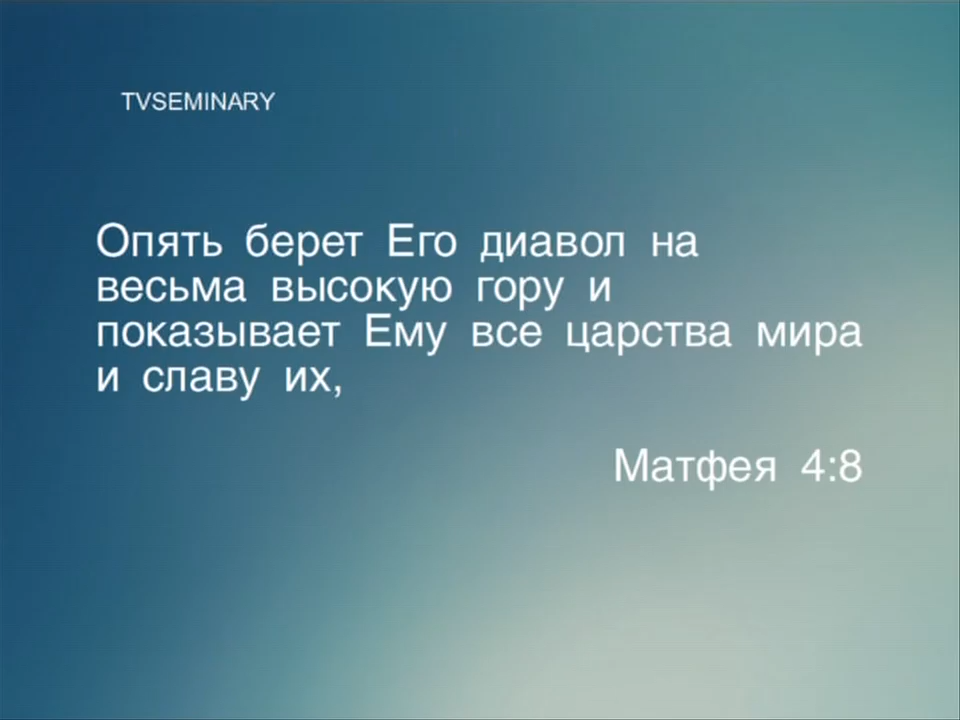 TVSEMINARY
Опять берет Его диавол на
весьма высокую гору и
показывает Ему все царства мира
и славу их,
Матфея 4:8